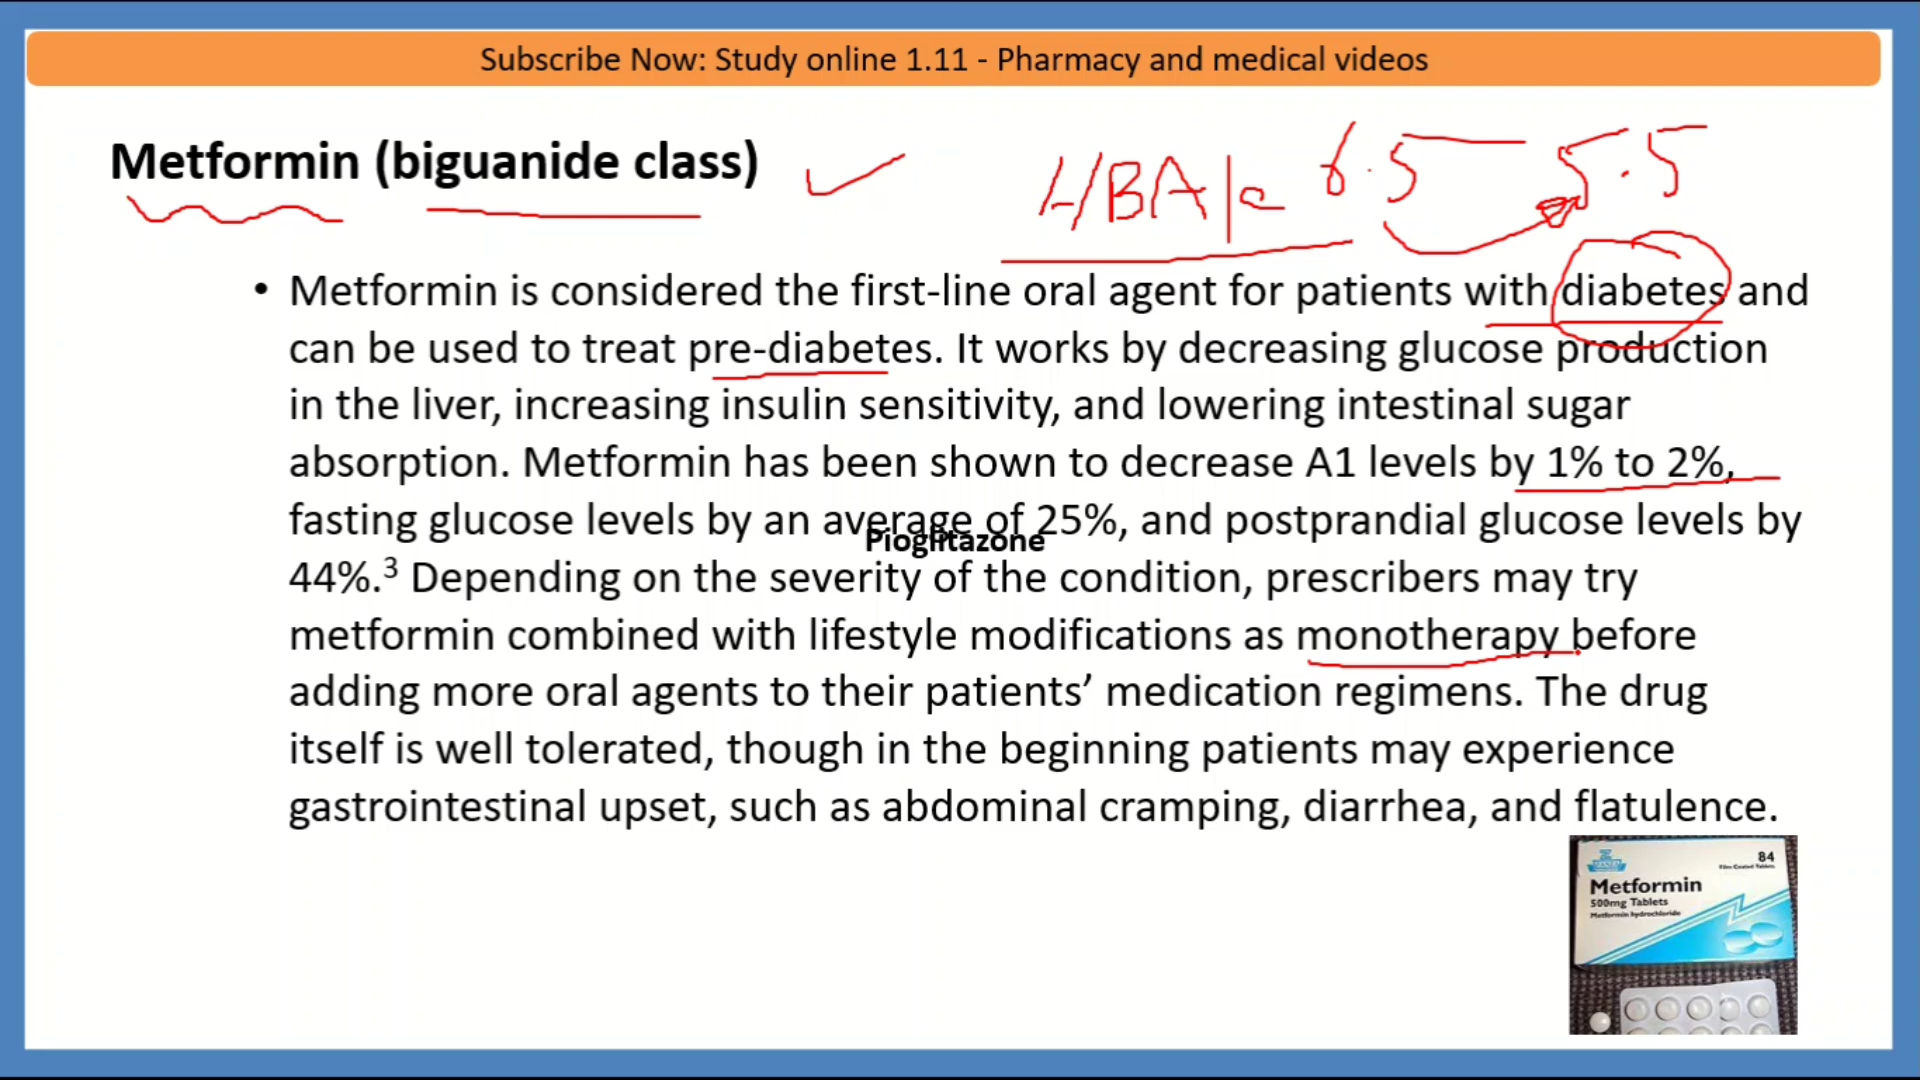 Subscribe Now: Study online 1.11 - Pharmacy and medical videos
Metformin (biguanide class)
HBA1c 6.5 5.5
• Metformin is considered the first-line oral agent for patients with diabetes and
can be used to treat pre-diabetes. It works by decreasing glucose production
in the liver, increasing insulin sensitivity, and lowering intestinal sugar
absorption. Metformin has been shown to decrease A1 levels by 1% to 2%,
fasting glucose levels by an average of 25%, and postprandial glucose levels by
Pioglitazone
44%.³ Depending on the severity of the condition, prescribers may try
metformin combined with lifestyle modifications as monotherapy before
adding more oral agents to their patients’ medication regimens. The drug
itself is well tolerated, though in the beginning patients may experience
gastrointestinal upset, such as abdominal cramping, diarrhea, and flatulence.
84
Film-Coated Tablets
Metformin
500mg Tablets
Metformin hydrochloride